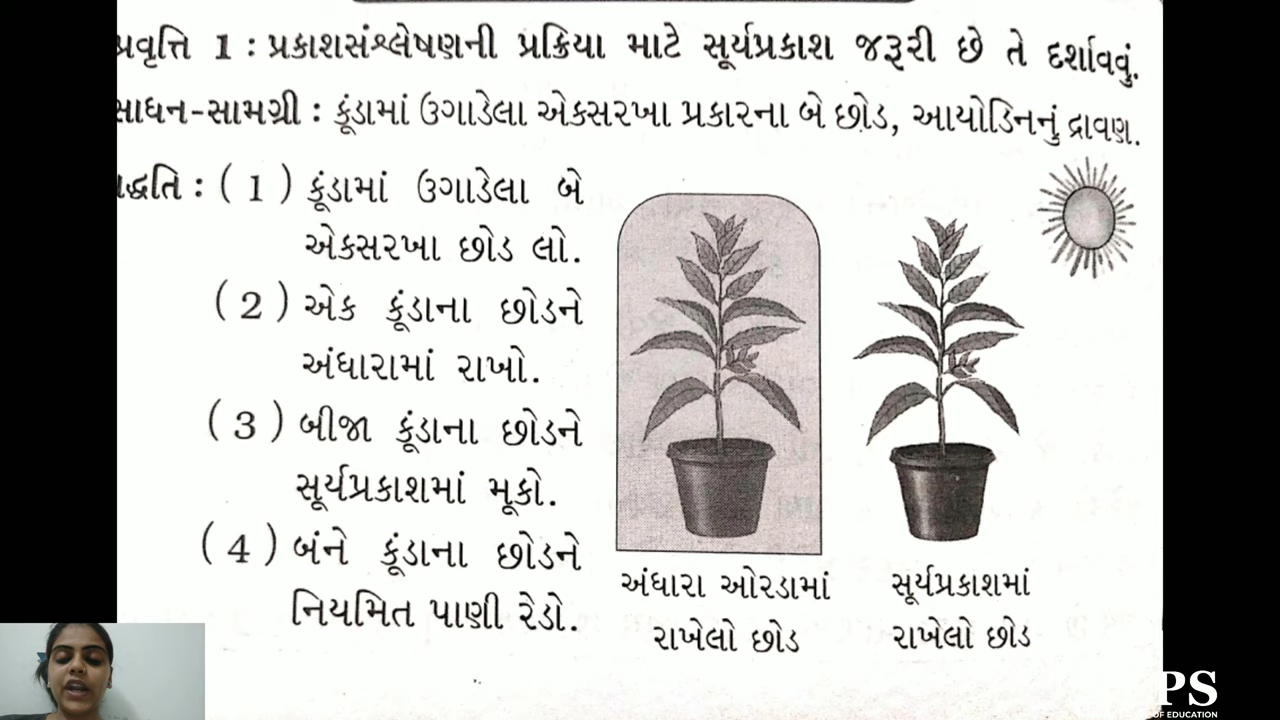 પ્રવૃત્તિ 1 : પ્રકાશસંશ્લેષણની પ્રક્રિયા માટે સૂર્યપ્રકાશ જરૂરી છે તે દર્શાવવું.
સાધન-સામગ્રી : કૂંડામાં ઉગાડેલા એકસરખા પ્રકારના બે છોડ, આયોડિનનું દ્રાવણ.
પદ્ધતિ : ( 1 ) કૂંડામાં ઉગાડેલા બે
એકસરખા છોડ લો.
( 2 ) એક કૂંડાના છોડને
અંધારામાં રાખો.
( 3 ) બીજા કૂંડાના છોડને
સૂર્યપ્રકાશમાં મૂકો.
( 4 ) બંને કૂંડાના છોડને
નિયમિત પાણી રેડો.
અંધારા ઓરડામાં
રાખેલો છોડ
સૂર્યપ્રકાશમાં
રાખેલો છોડ
PS
OF EDUCATION